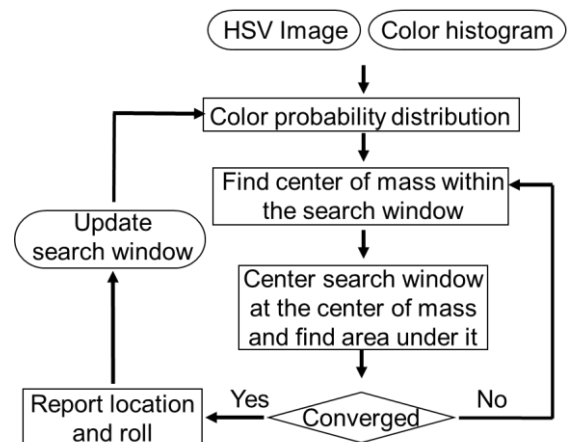 HSV Image
Color histogram
Color probability distribution
Find center of mass within
the search window
Update
search window
Center search window
at the center of mass
and find area under it
Report location
and roll
Yes
Converged
No